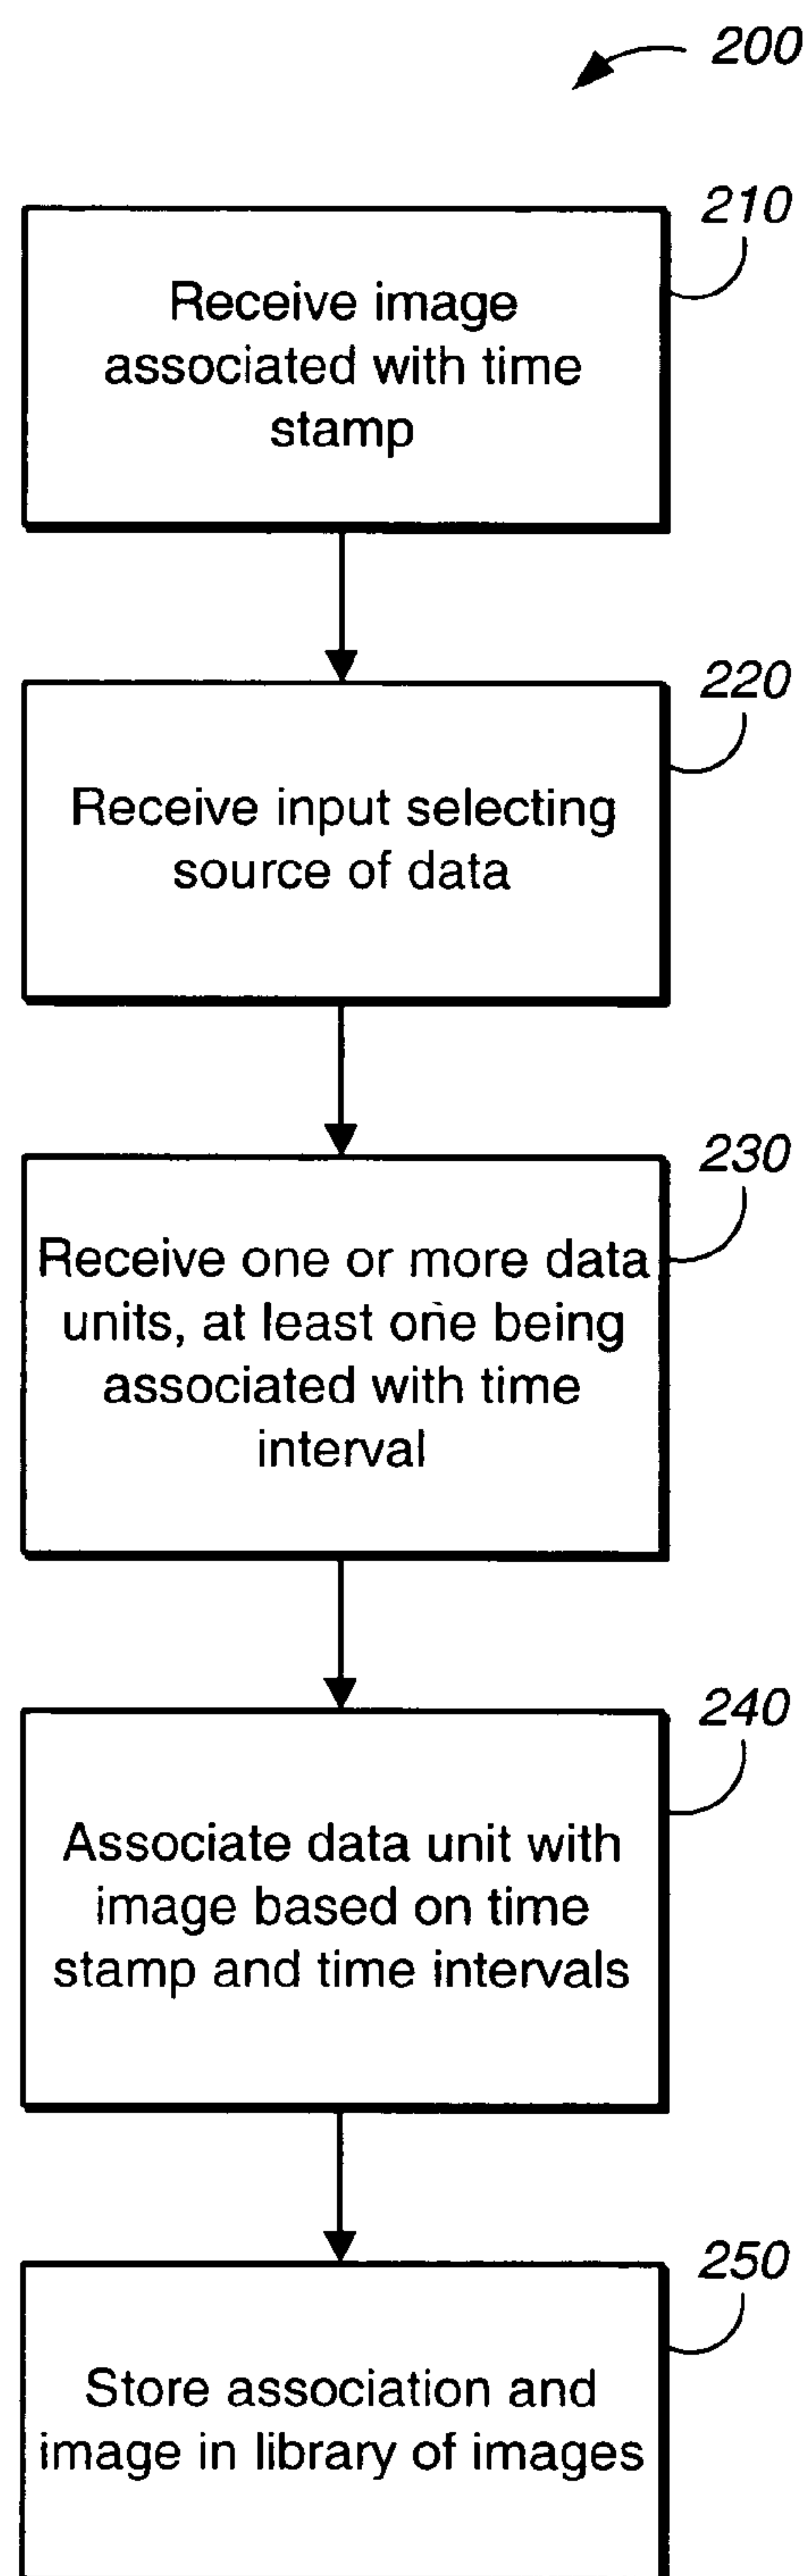 200
210
Receive image
associated with time
stamp
220
Receive input selecting
source of data
230
Receive one or more data
units, at least one being
associated with time
interval
240
Associate data unit with
image based on time
stamp and time intervals
250
Store association and
image in library of images